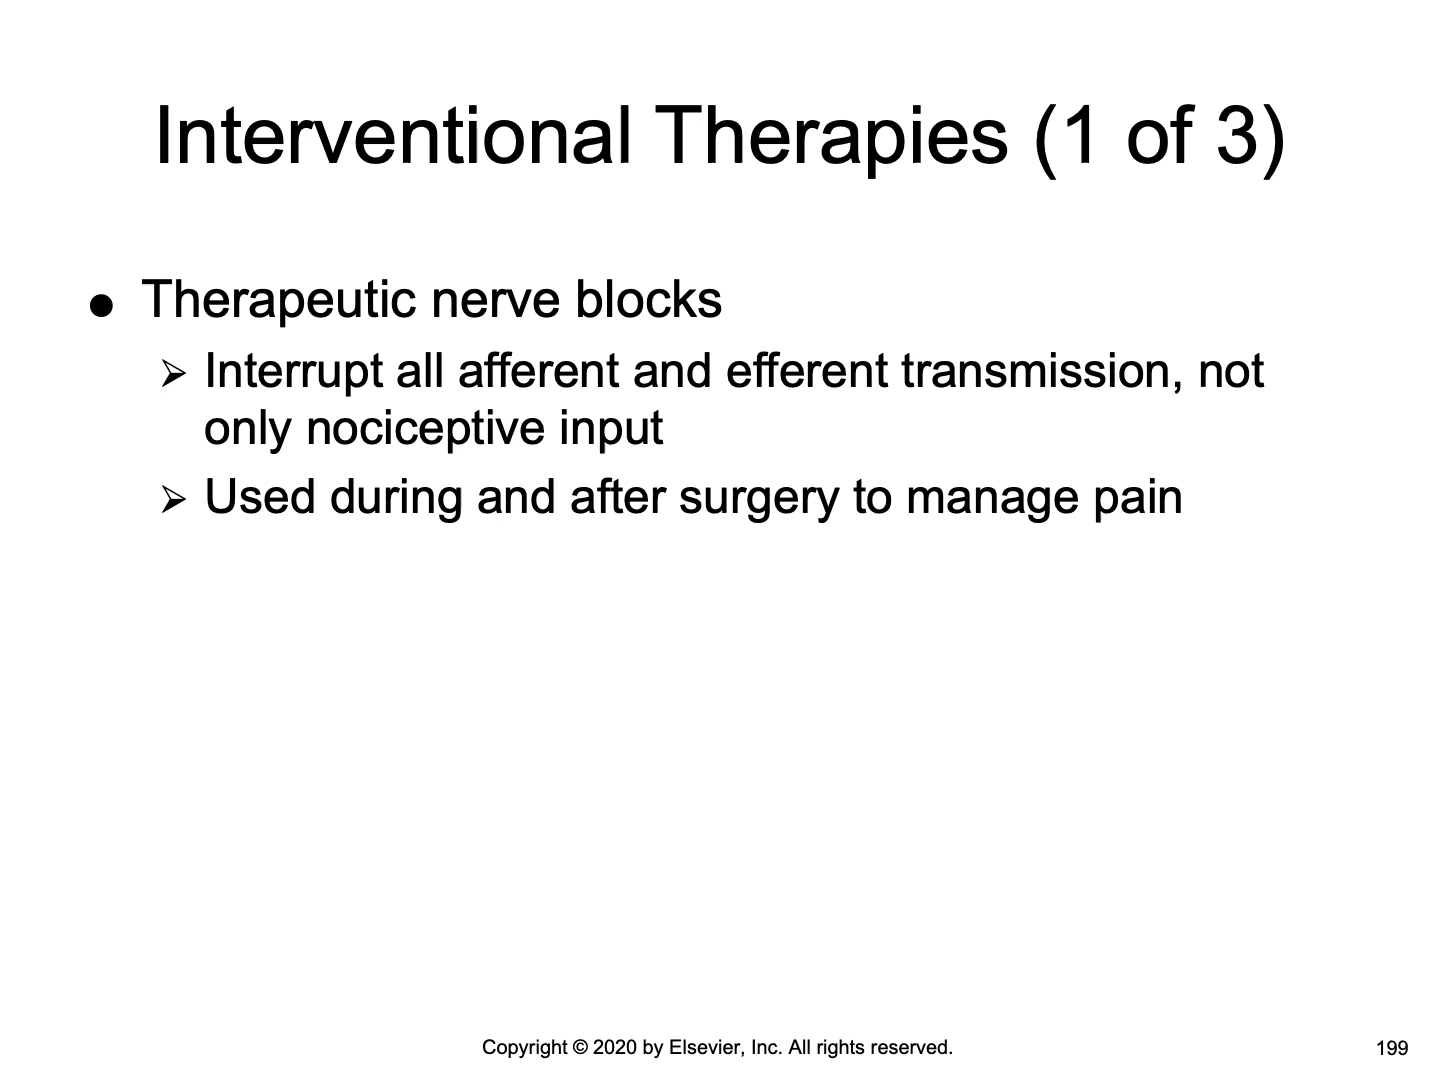 Interventional Therapies (1 of 3)
● Therapeutic nerve blocks
➢ Interrupt all afferent and efferent transmission, not
only nociceptive input
➢ Used during and after surgery to manage pain
Copyright © 2020 by Elsevier, Inc. All rights reserved.
199